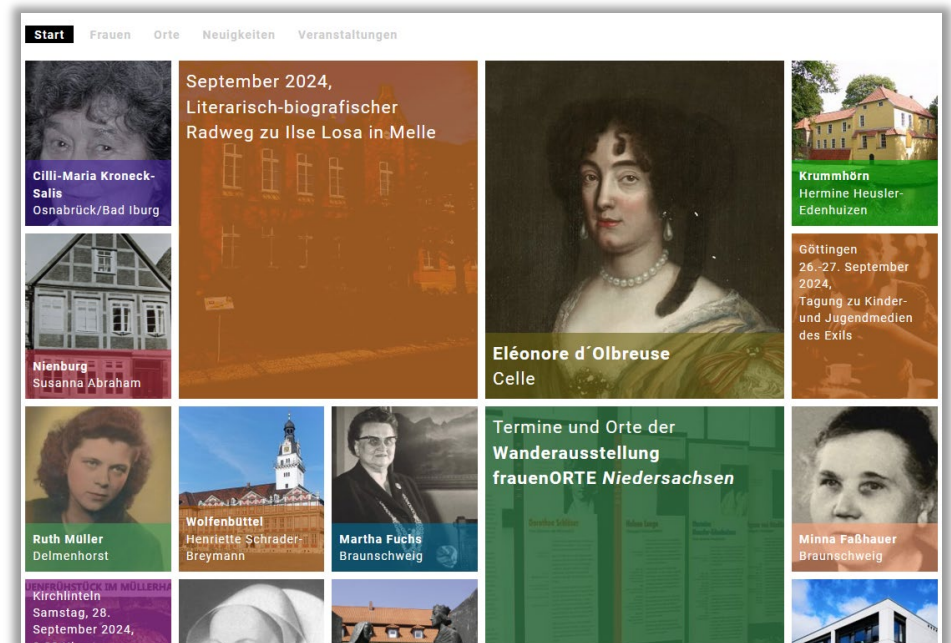 Start Frauen Orte Neuigkeiten Veranstaltungen
Cilli-Maria Kroneck-
Salis
Osnabrück/Bad Iburg
September 2024,
Literarisch-biografischer
Radweg zu Ilse Losa in Melle
Eléonore d´Olbreuse
Celle
Krummhörn
Hermine Heusler-
Edenhuizen
Nienburg
Susanna Abraham
Göttingen
26.-27. September
2024,
Tagung zu Kinder-
und Jugendmedien
des Exils
Ruth Müller
Delmenhorst
Wolfenbüttel
Henriette Schrader-
Breymann
Martha Fuchs
Braunschweig
Termine und Orte der
Wanderausstellung
frauenORTE Niedersachsen
Minna Faßhauer
Braunschweig
Kirchlinteln
Samstag, 28.
September 2024,